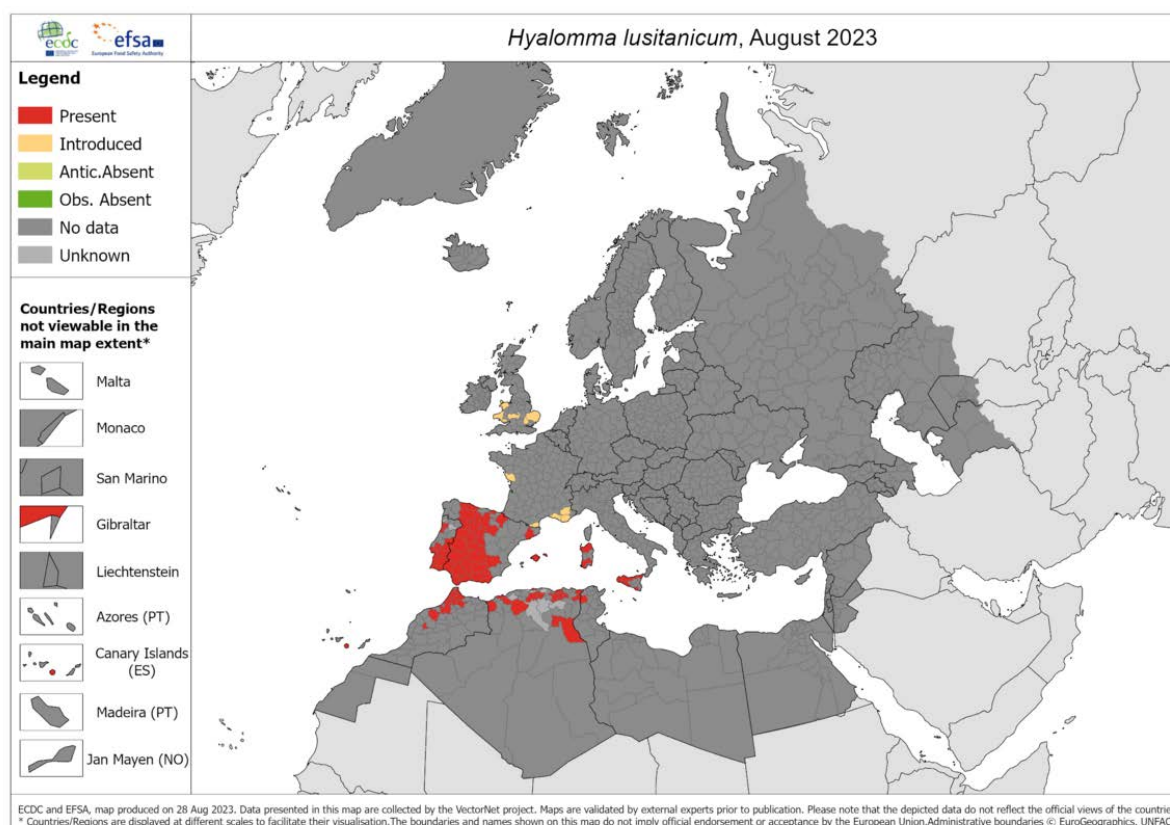 ecdc
efsa
European Food Safety Authority
Hyalomma lusitanicum, August 2023
Legend
Present
Introduced
Antic.Absent
Obs. Absent
No data
Unknown
Countries/Regions
not viewable in the
main map extent*
Malta
Monaco
San Marino
Gibraltar
Liechtenstein
Azores (PT)
Canary Islands
(ES)
Madeira (PT)
Jan Mayen (NO)
ECDC and EFSA, map produced on 28 Aug 2023. Data presented in this map are collected by the VectorNet project. Maps are validated by external experts prior to publication. Please note that the depicted data do not reflect the official views of the countrie
* Countries/Regions are displayed at different scales to facilitate their visualisation.The boundaries and names shown on this map do not imply official endorsement or acceptance by the European Union.Administrative boundaries © EuroGeographics, UNFAO